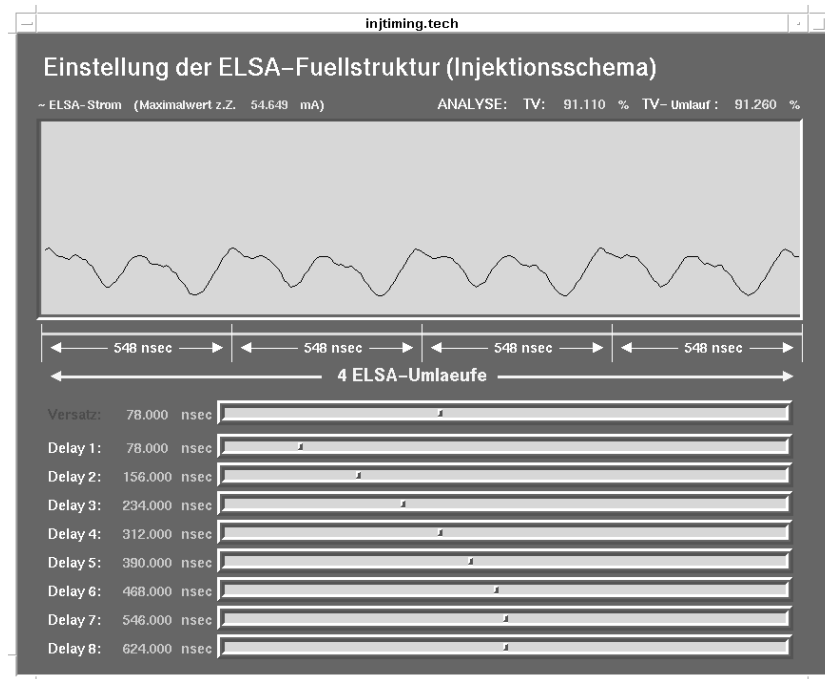 injtiming.tech
Einstellung der ELSA–Fuellstruktur (Injektionsschema)
~ ELSA-Strom (Maximalwert z.Z. 54.649 mA) ANALYSE: TV: 91.110 % TV– Umlauf : 91.260 %
548 nsec 548 nsec 548 nsec 548 nsec
4 ELSA–Umlaeufe
Versatz: 78.000 nsec
Delay 1: 78.000 nsec
Delay 2: 156.000 nsec
Delay 3: 234.000 nsec
Delay 4: 312.000 nsec
Delay 5: 390.000 nsec
Delay 6: 468.000 nsec
Delay 7: 546.000 nsec
Delay 8: 624.000 nsec